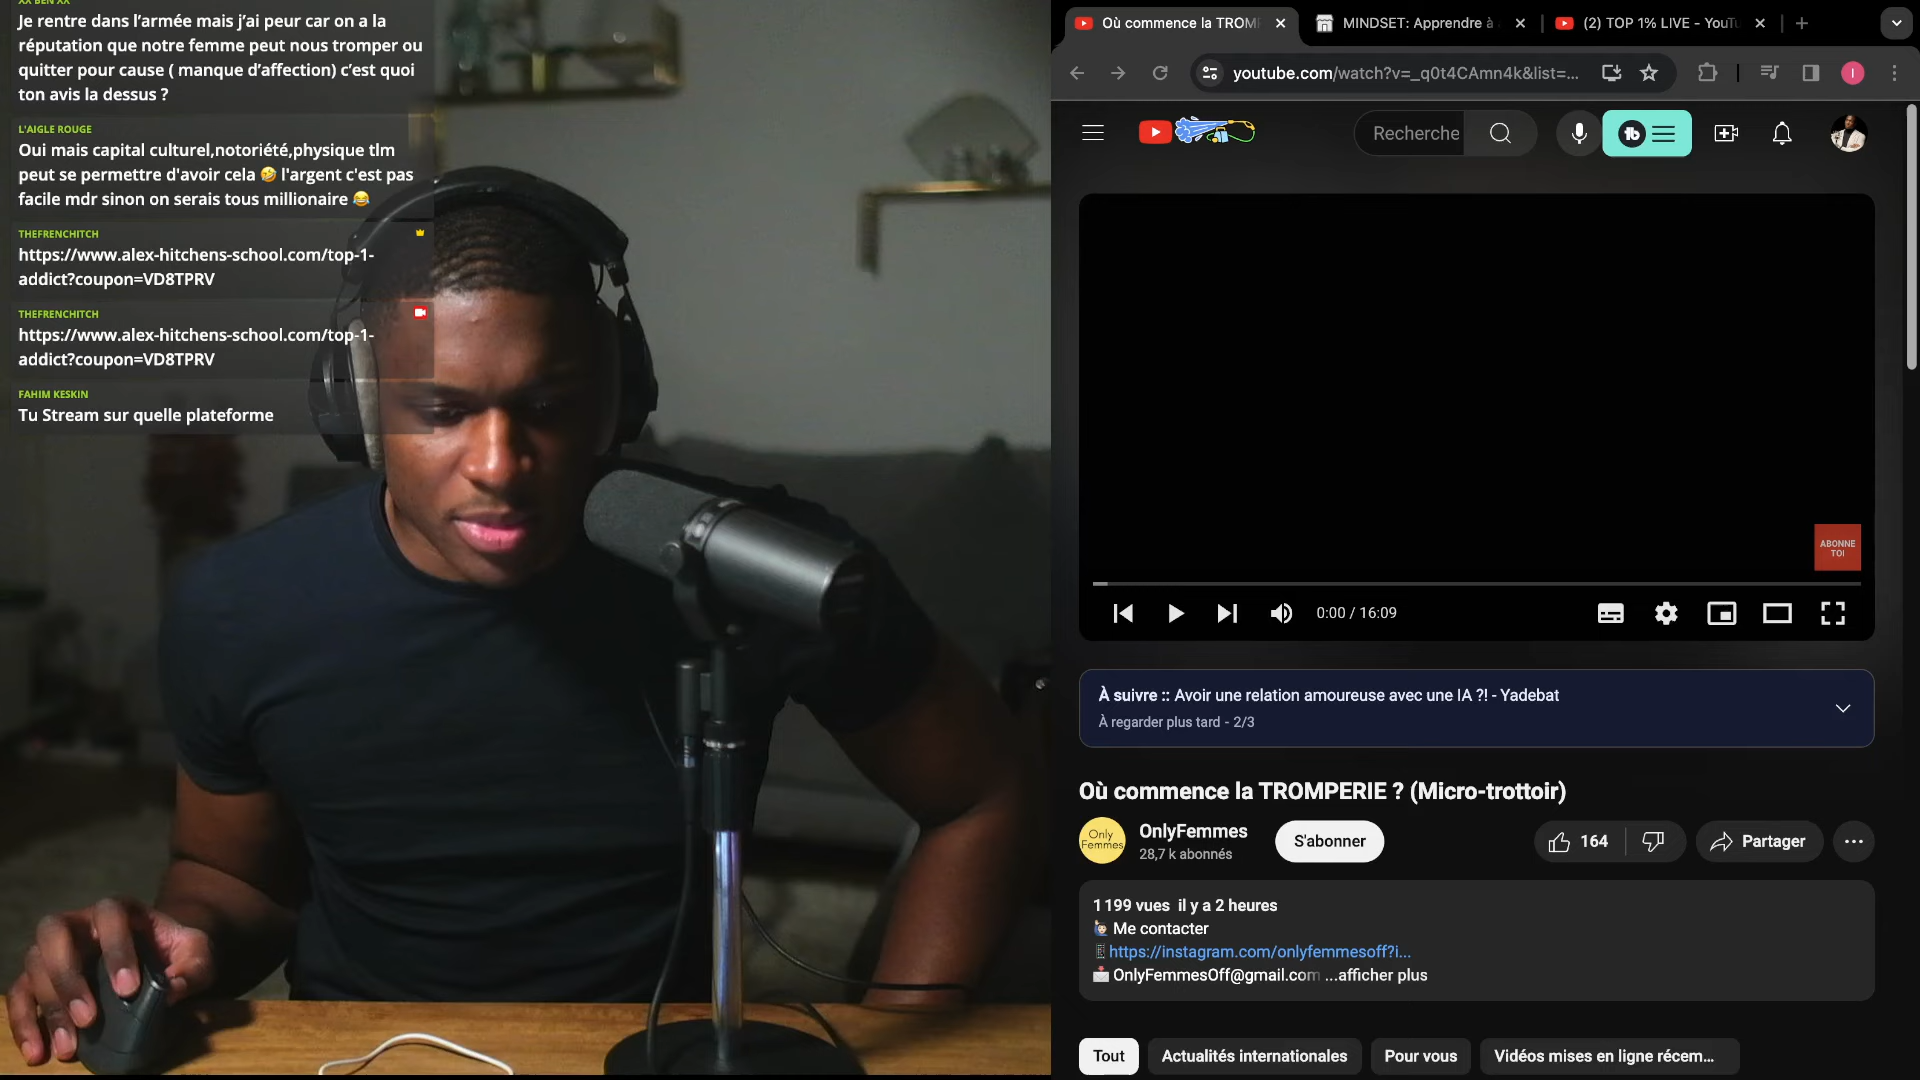 XX BEN XX
Je rentre dans l'armée mais j'ai peur car on a la
réputation que notre femme peut nous tromper ou
quitter pour cause ( manque d'affection) c'est quoi
ton avis la dessus ?
L'AIGLE ROUGE
Oui mais capital culturel,notoriété,physique tlm
peut se permettre d'avoir cela 🤣 l'argent c'est pas
facile mdr sinon on serais tous millionaire 😂
THEFRENCHITCH
https://www.alex-hitchens-school.com/top-1-
addict?coupon=VD8TPRV
THEFRENCHITCH
https://www.alex-hitchens-school.com/top-1-
addict?coupon=VD8TPRV
FAHIM KESKIN
Tu Stream sur quelle plateforme
Où commence la TROM
MINDSET: Apprendre à
(2) TOP 1% LIVE - YouTu
youtube.com/watch?v=_q0t4CAmn4k&list=...
I
Recherche
ABONNE
TOI
0:00 / 16:09
À suivre :: Avoir une relation amoureuse avec une IA ?! - Yadebat
À regarder plus tard - 2/3
Où commence la TROMPERIE ? (Micro-trottoir)
Only
Femmes
OnlyFemmes
28,7 k abonnés
S'abonner
164
Partager
1 199 vues il y a 2 heures
🙋🏻‍♂️ Me contacter
📱https://instagram.com/onlyfemmesoff?i...
📩 OnlyFemmesOff@gmail.com ...afficher plus
Tout
Actualités internationales
Pour vous
Vidéos mises en ligne récem...